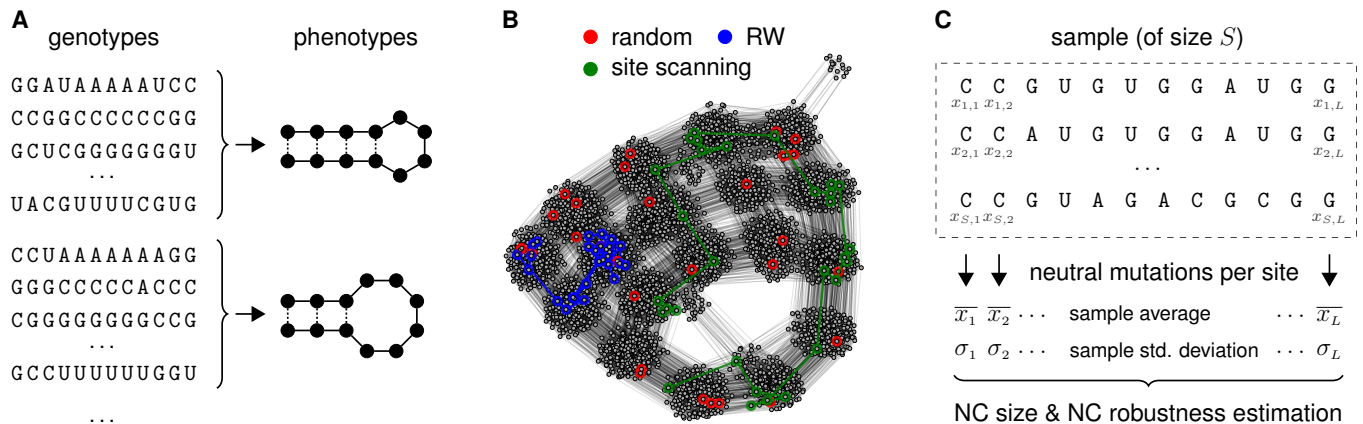 A
genotypes
phenotypes
GGAUAAAAAUCC
CCGGCCCCCCGG
GCUCGGGGGGGU
...
UACGUUUUCGUG
CCUAAAAAAAGG
GGGCCCCCACCC
CGGGGGGGGCCG
...
GCCUUUUUUGGU
...
B
random
RW
site scanning
C
sample (of size S)
C C G U G U G G A U G G
x1,1 x1,2 x1,L
C C A U G U G G A U G G
x2,1 x2,2 x2,L
...
C C G U A G A C G C G G
xS,1 xS,2 xS,L
neutral mutations per site
x̅1 x̅2 ... sample average ... x̅L
σ1 σ2 ... sample std. deviation ... σL
NC size & NC robustness estimation